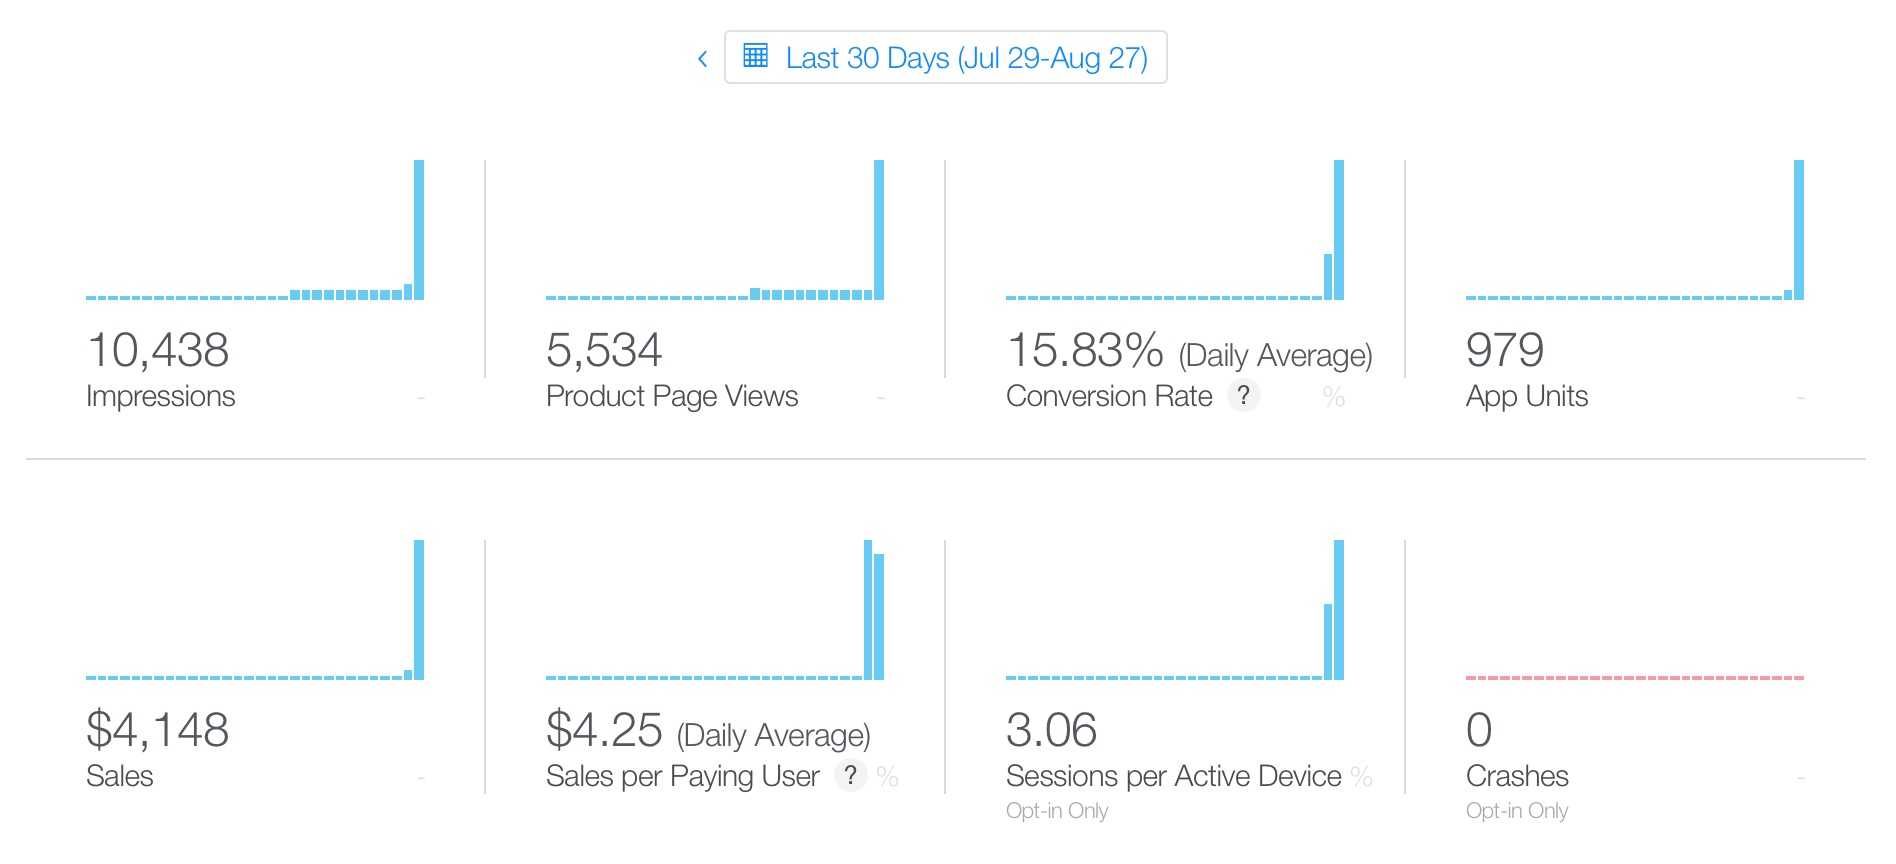 Last 30 Days (Jul 29-Aug 27)
10,438
Impressions -
5,534
Product Page Views -
15.83% (Daily Average)
Conversion Rate ? %
979
App Units -
$4,148
Sales -
$4.25 (Daily Average)
Sales per Paying User ? %
3.06
Sessions per Active Device %
Opt-in Only
0
Crashes -
Opt-in Only